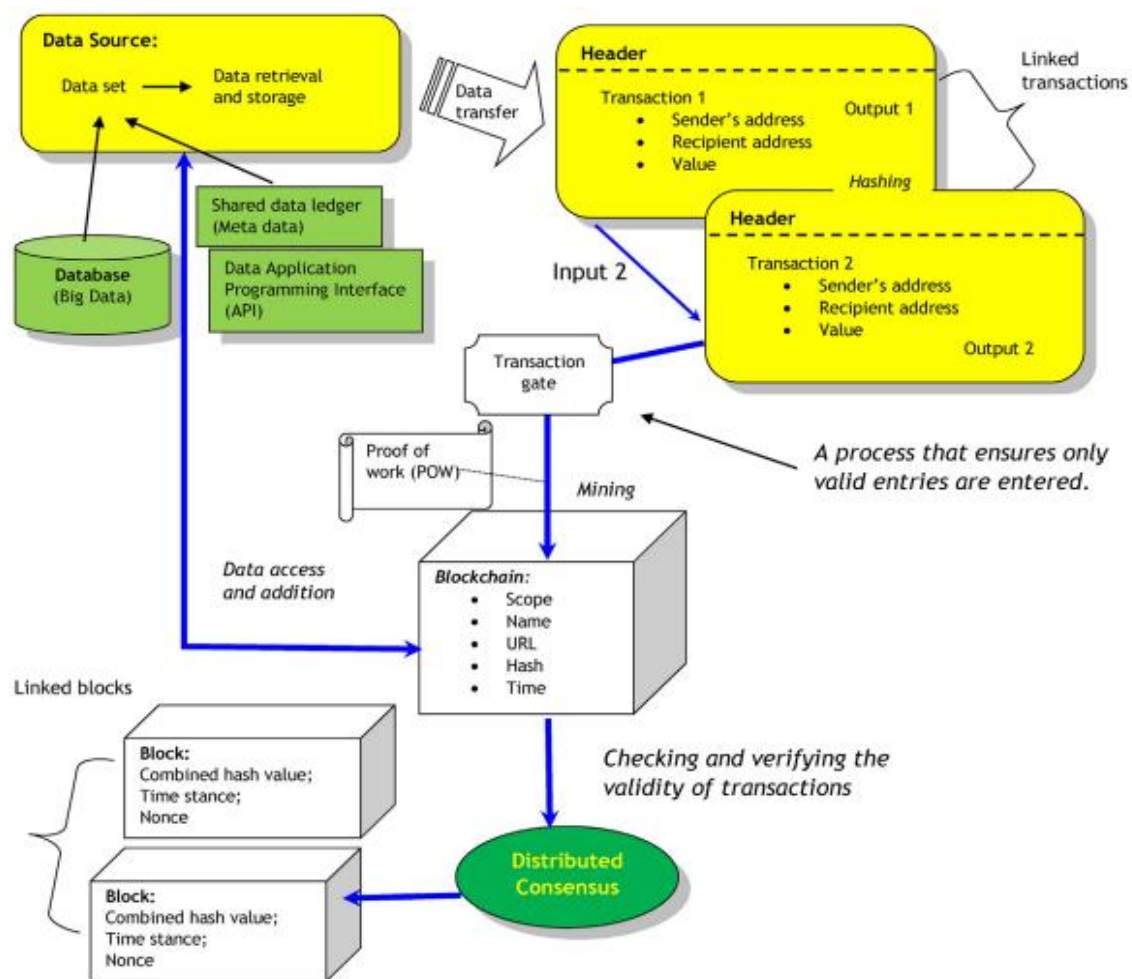 Data Source:
Data set
Data retrieval
and storage
Data
transfer
Header
Transaction 1
• Sender's address
• Recipient address
• Value
Output 1
Hashing
Linked
transactions
Header
Transaction 2
• Sender's address
• Recipient address
• Value
Output 2
Input 2
Shared data ledger
(Meta data)
Data Application
Programming Interface
(API)
Database
(Big Data)
Transaction
gate
Proof of
work (POW)
Mining
A process that ensures only
valid entries are entered.
Data access
and addition
Blockchain:
• Scope
• Name
• URL
• Hash
• Time
Linked blocks
Block:
Combined hash value;
Time stance;
Nonce
Block:
Combined hash value;
Time stance;
Nonce
Checking and verifying the
validity of transactions
Distributed
Consensus